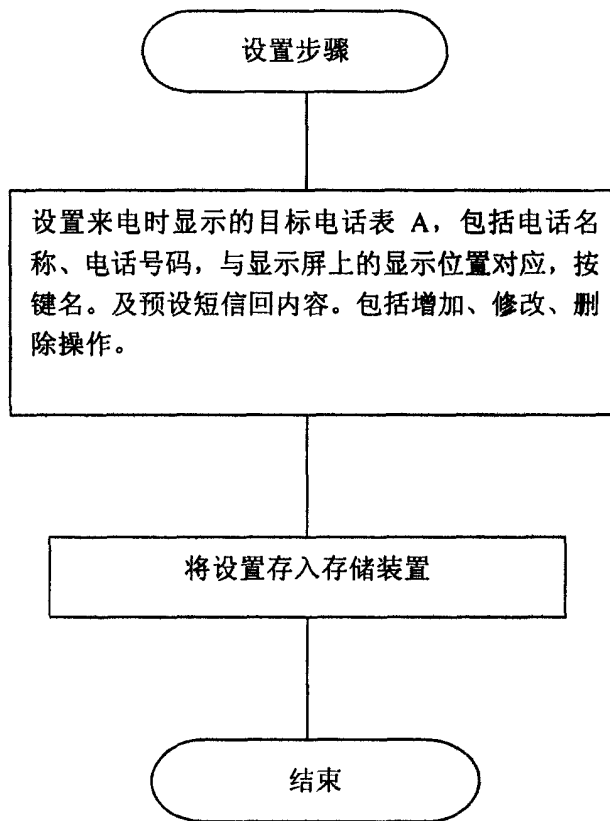 设置步骤
设置来电时显示的目标电话表 A，包括电话名
称、电话号码，与显示屏上的显示位置对应，按
键名。及预设短信回内容。包括增加、修改、删
除操作。
将设置存入存储装置
结束